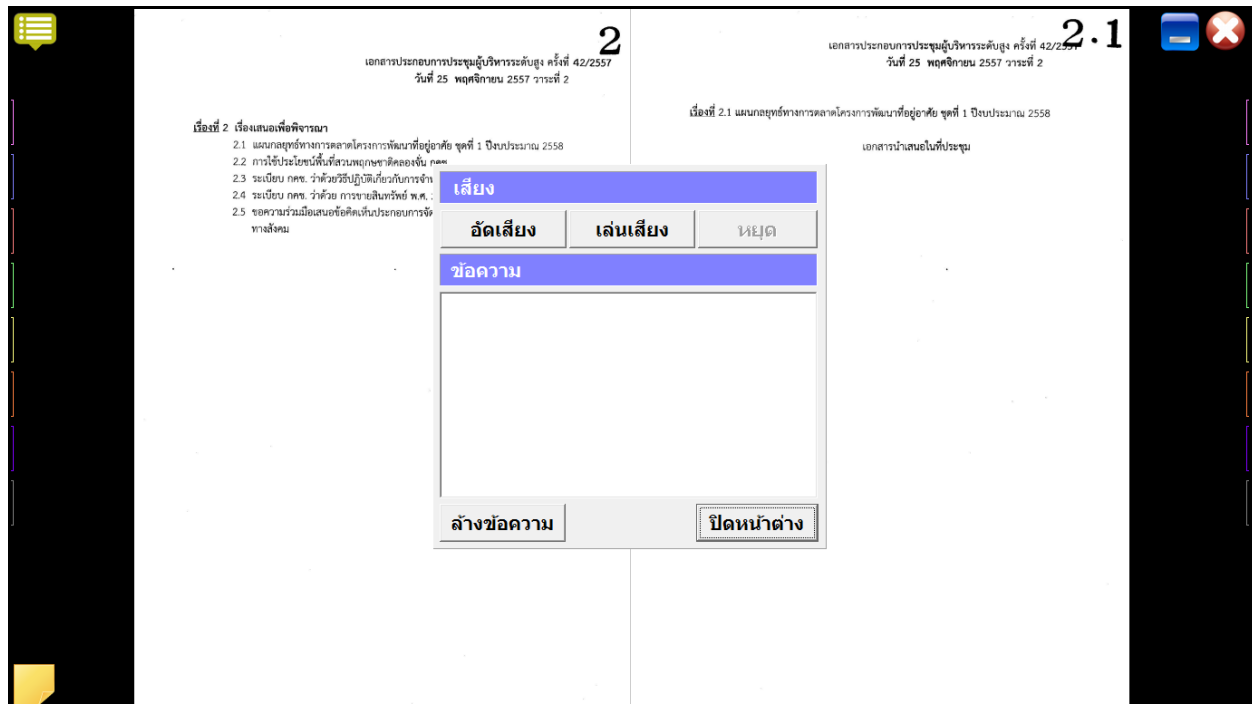 2
เอกสารประกอบการประชุมผู้บริหารระดับสูง ครั้งที่ 42/2557
วันที่ 25 พฤศจิกายน 2557 วาระที่ 2
เรื่องที่ 2 เรื่องเสนอเพื่อพิจารณา
2.1 แผนกลยุทธ์ทางการตลาดโครงการพัฒนาที่อยู่อาศัย ชุดที่ 1 ปีงบประมาณ 2558
2.2 การใช้ประโยชน์พื้นที่สวนพฤกษชาติคลองจั่น กคช.
2.3 ระเบียบ กคช. ว่าด้วยวิธีปฏิบัติเกี่ยวกับการ
2.4 ระเบียบ กคช. ว่าด้วย การขายสินทรัพย์ พ.ศ.
2.5 ขอความร่วมมือเสนอข้อคิดเห็นประกอบการ
ทางสังคม
2.1
เอกสารประกอบการประชุมผู้บริหารระดับสูง ครั้งที่ 42/2557
วันที่ 25 พฤศจิกายน 2557 วาระที่ 2
เรื่องที่ 2.1 แผนกลยุทธ์ทางการตลาดโครงการพัฒนาที่อยู่อาศัย ชุดที่ 1 ปีงบประมาณ 2558
เอกสารนำเสนอในที่ประชุม
เสียง
อัดเสียง เล่นเสียง หยุด
ข้อความ
ล้างข้อความ ปิดหน้าต่าง